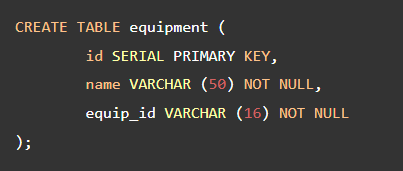 CREATE TABLE equipment (
id SERIAL PRIMARY KEY,
name VARCHAR (50) NOT NULL,
equip_id VARCHAR (16) NOT NULL
);